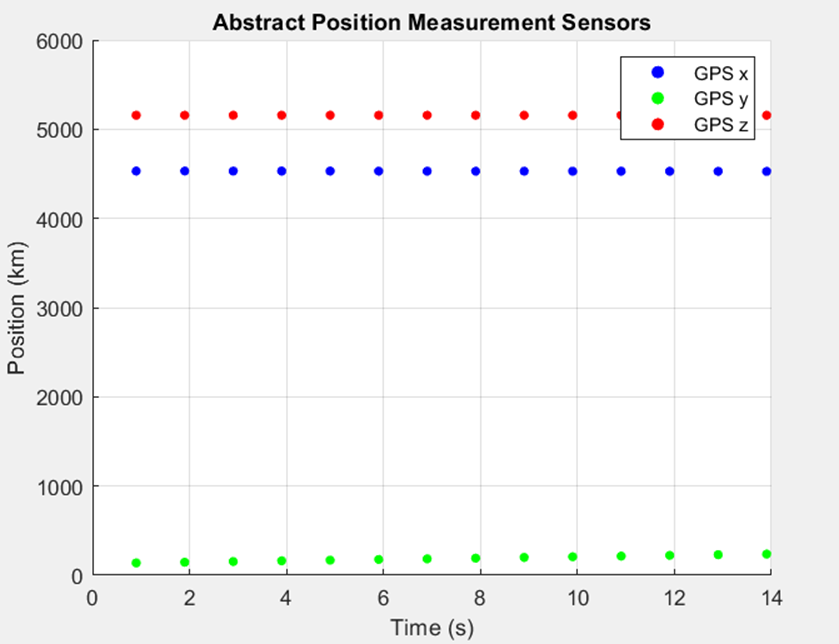 Abstract Position Measurement Sensors
6000
5000
4000
3000
2000
1000
0
Position (km)
GPS x
GPS y
GPS z
0 2 4 6 8 10 12 14
Time (s)